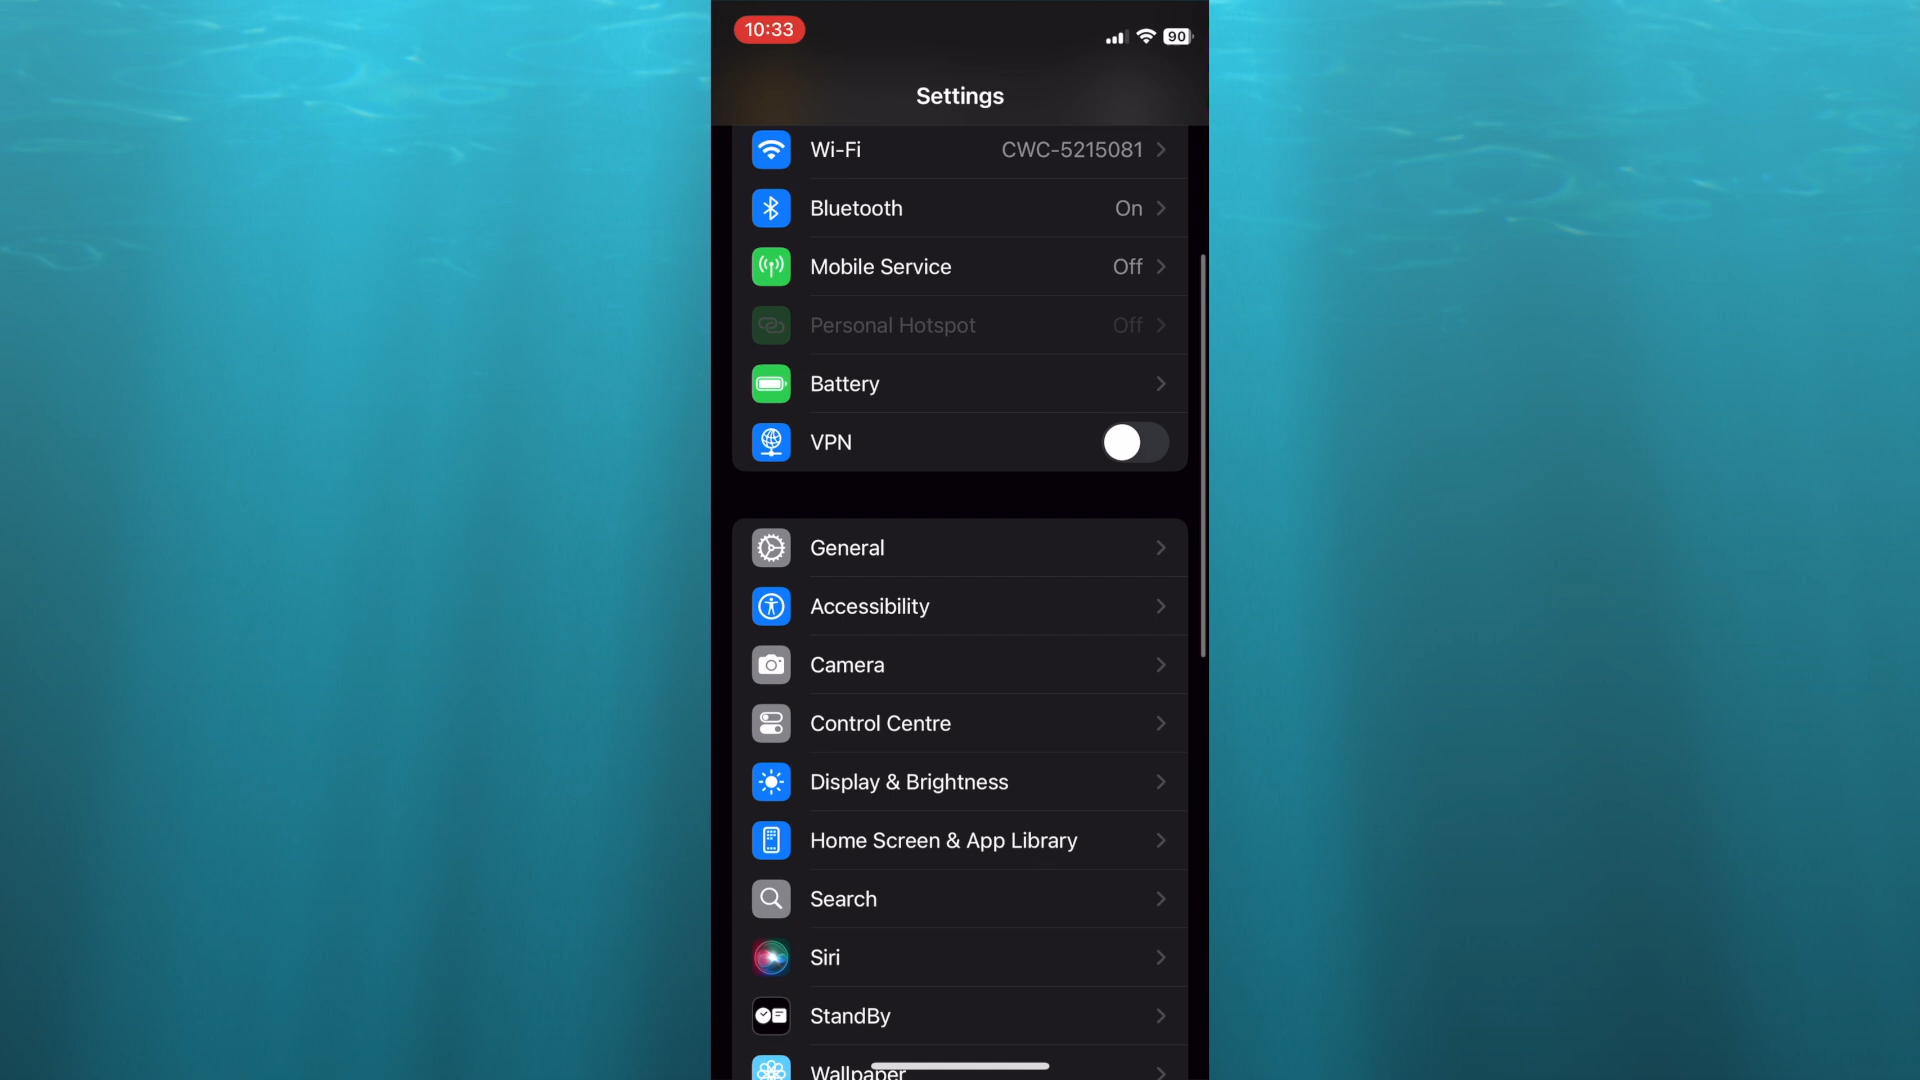 10:33
90
Settings
Wi-Fi CWC-5215081
Bluetooth On
Mobile Service Off
Personal Hotspot Off
Battery
VPN
General
Accessibility
Camera
Control Centre
Display & Brightness
Home Screen & App Library
Search
Siri
StandBy
Wallpaper